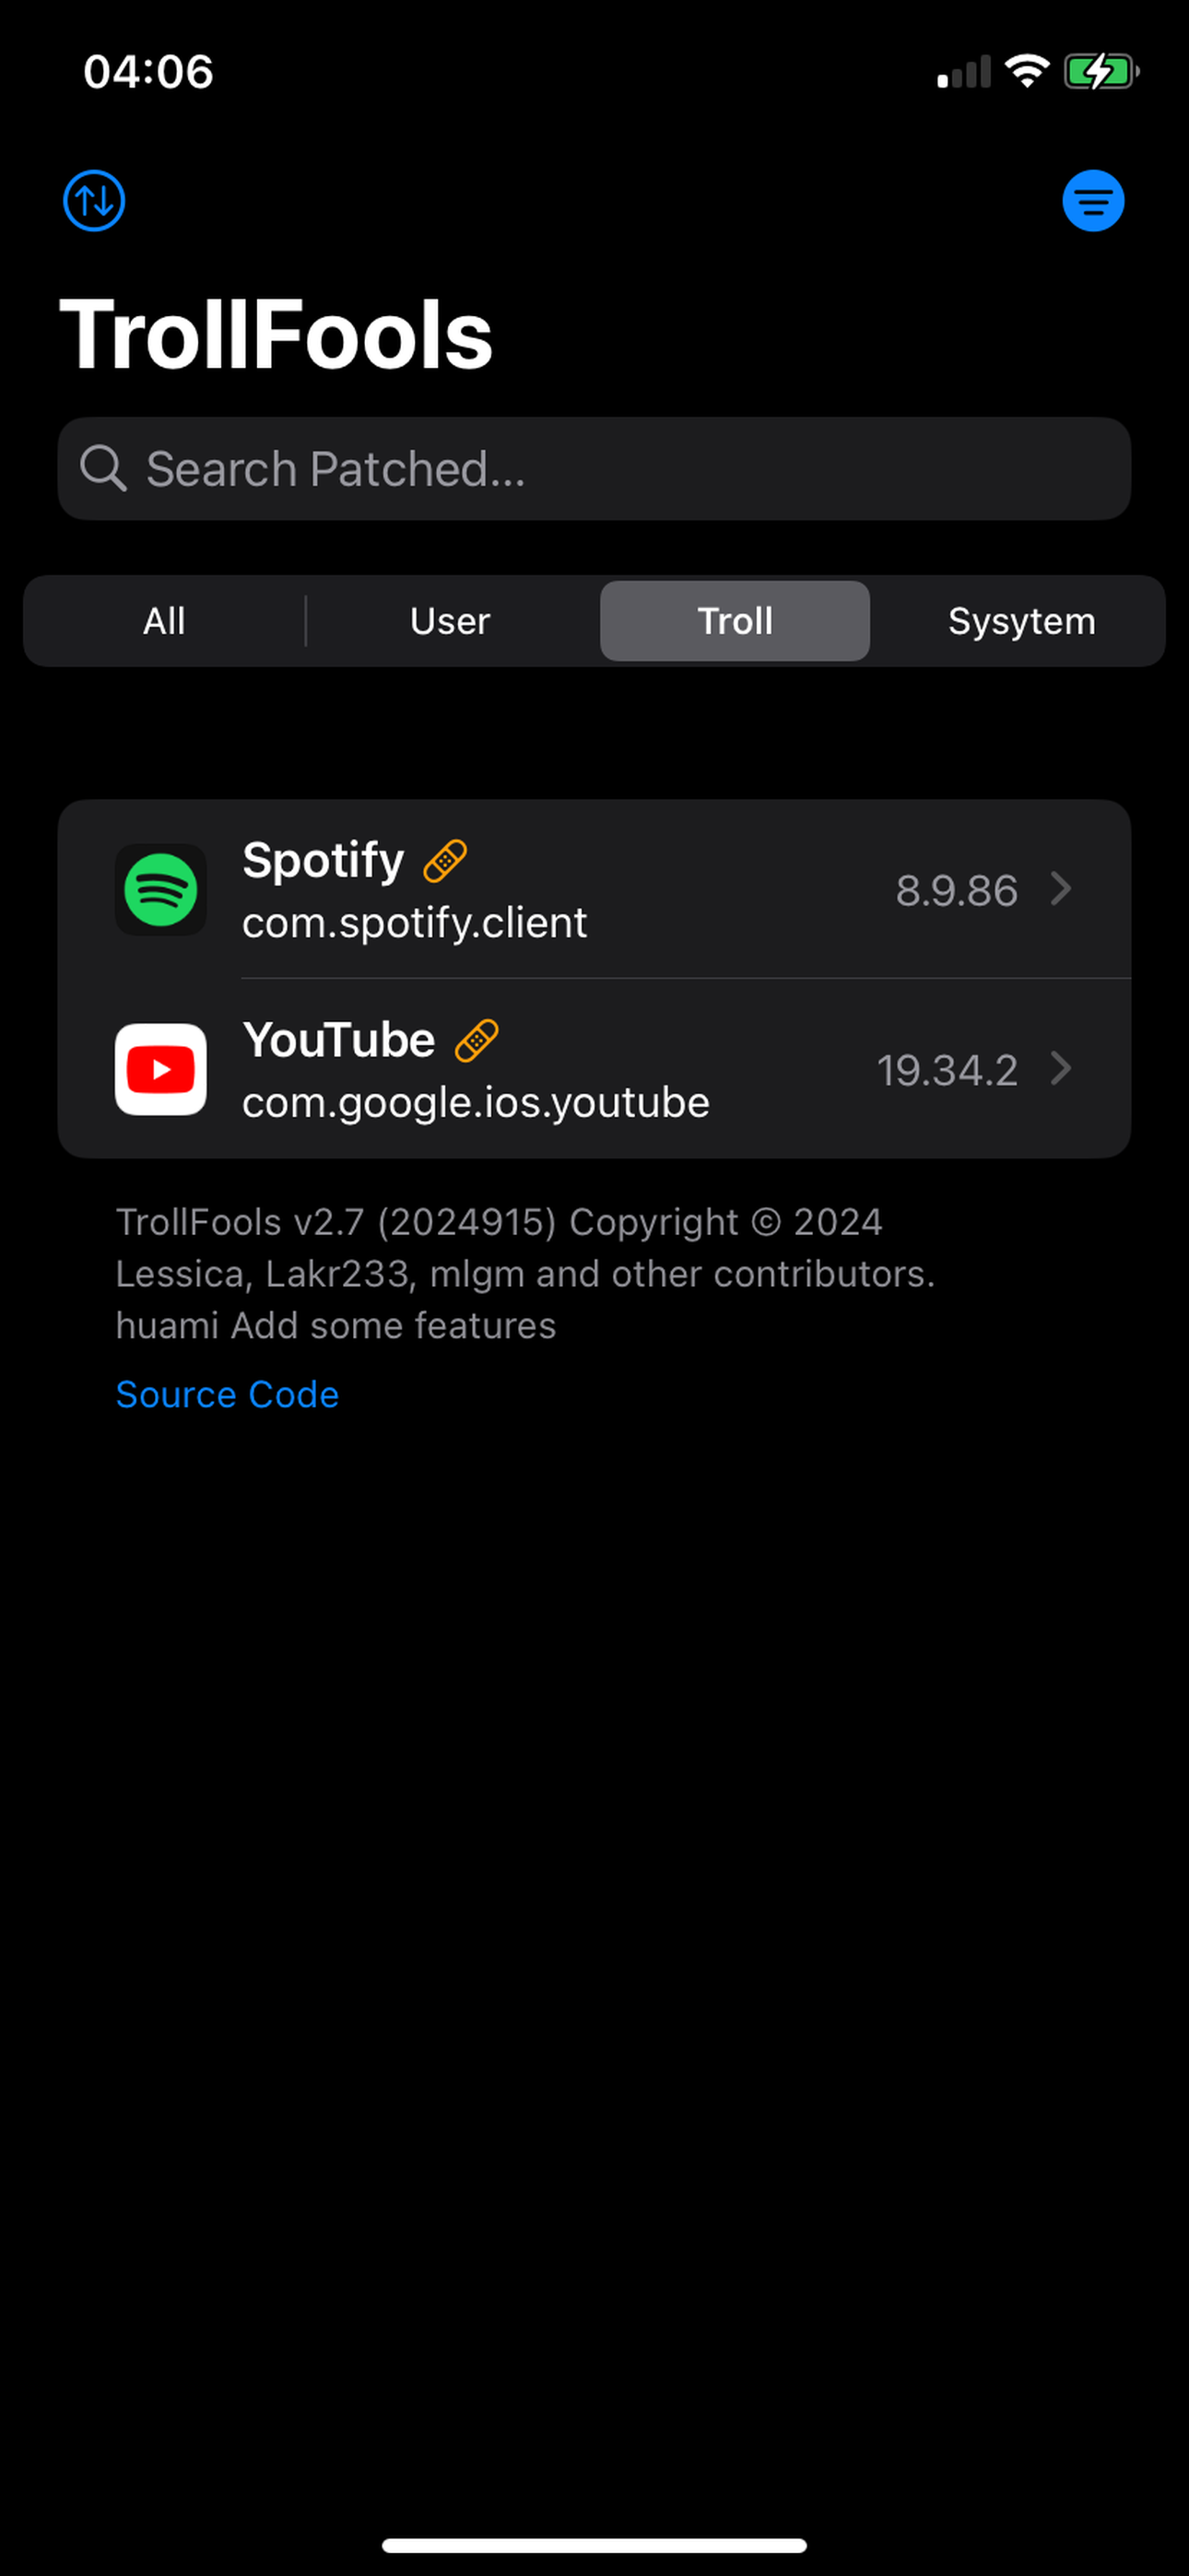 04:06
TrollFools
Search Patched...
All
User
Troll
Sysytem
Spotify
com.spotify.client
8.9.86
YouTube
com.google.ios.youtube
19.34.2
TrollFools v2.7 (2024915) Copyright © 2024
Lessica, Lakr233, mlgm and other contributors.
huami Add some features
Source Code